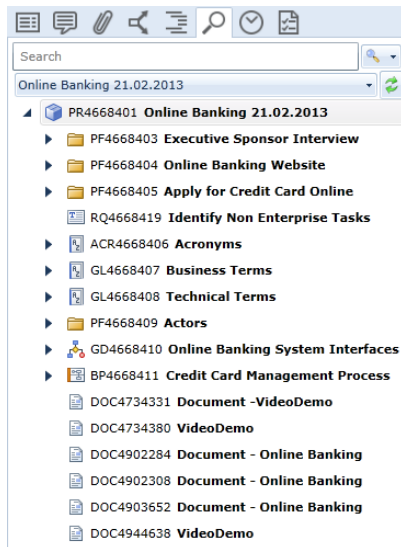 Search
Online Banking 21.02.2013
PR4668401 Online Banking 21.02.2013
PF4668403 Executive Sponsor Interview
PF4668404 Online Banking Website
PF4668405 Apply for Credit Card Online
RQ4668419 Identify Non Enterprise Tasks
ACR4668406 Acronyms
GL4668407 Business Terms
GL4668408 Technical Terms
PF4668409 Actors
GD4668410 Online Banking System Interfaces
BP4668411 Credit Card Management Process
DOC4734331 Document -VideoDemo
DOC4734380 VideoDemo
DOC4902284 Document - Online Banking
DOC4902308 Document - Online Banking
DOC4903652 Document - Online Banking
DOC4944638 VideoDemo